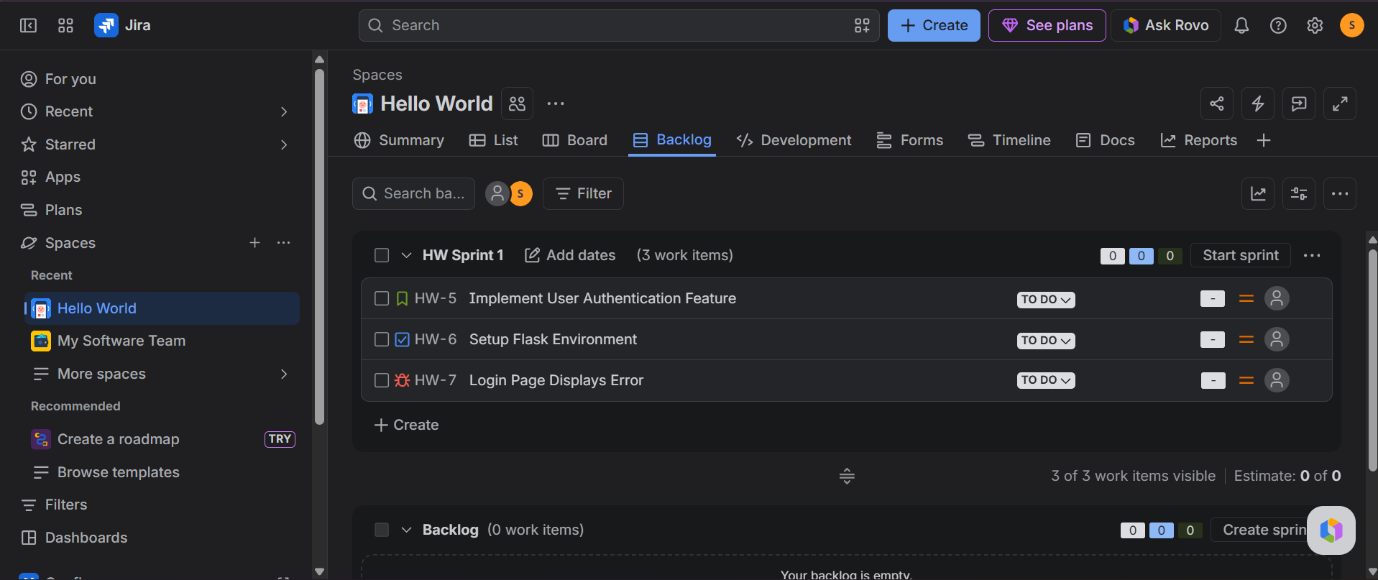 Jira
Search
Create
See plans
Ask Rovo
S
For you
Recent
Starred
Apps
Plans
Spaces
Recent
Hello World
My Software Team
More spaces
Recommended
Create a roadmap
TRY
Browse templates
Filters
Dashboards
Spaces
Hello World
Summary
List
Board
Backlog
Development
Forms
Timeline
Docs
Reports
Search ba...
S
Filter
HW Sprint 1
Add dates
(3 work items)
0 0 0
Start sprint
HW-5 Implement User Authentication Feature TO DO -
HW-6 Setup Flask Environment TO DO -
HW-7 Login Page Displays Error TO DO -
Create
3 of 3 work items visible
Estimate: 0 of 0
Backlog (0 work items)
0 0 0
Create sprin
Your backlog is empty.